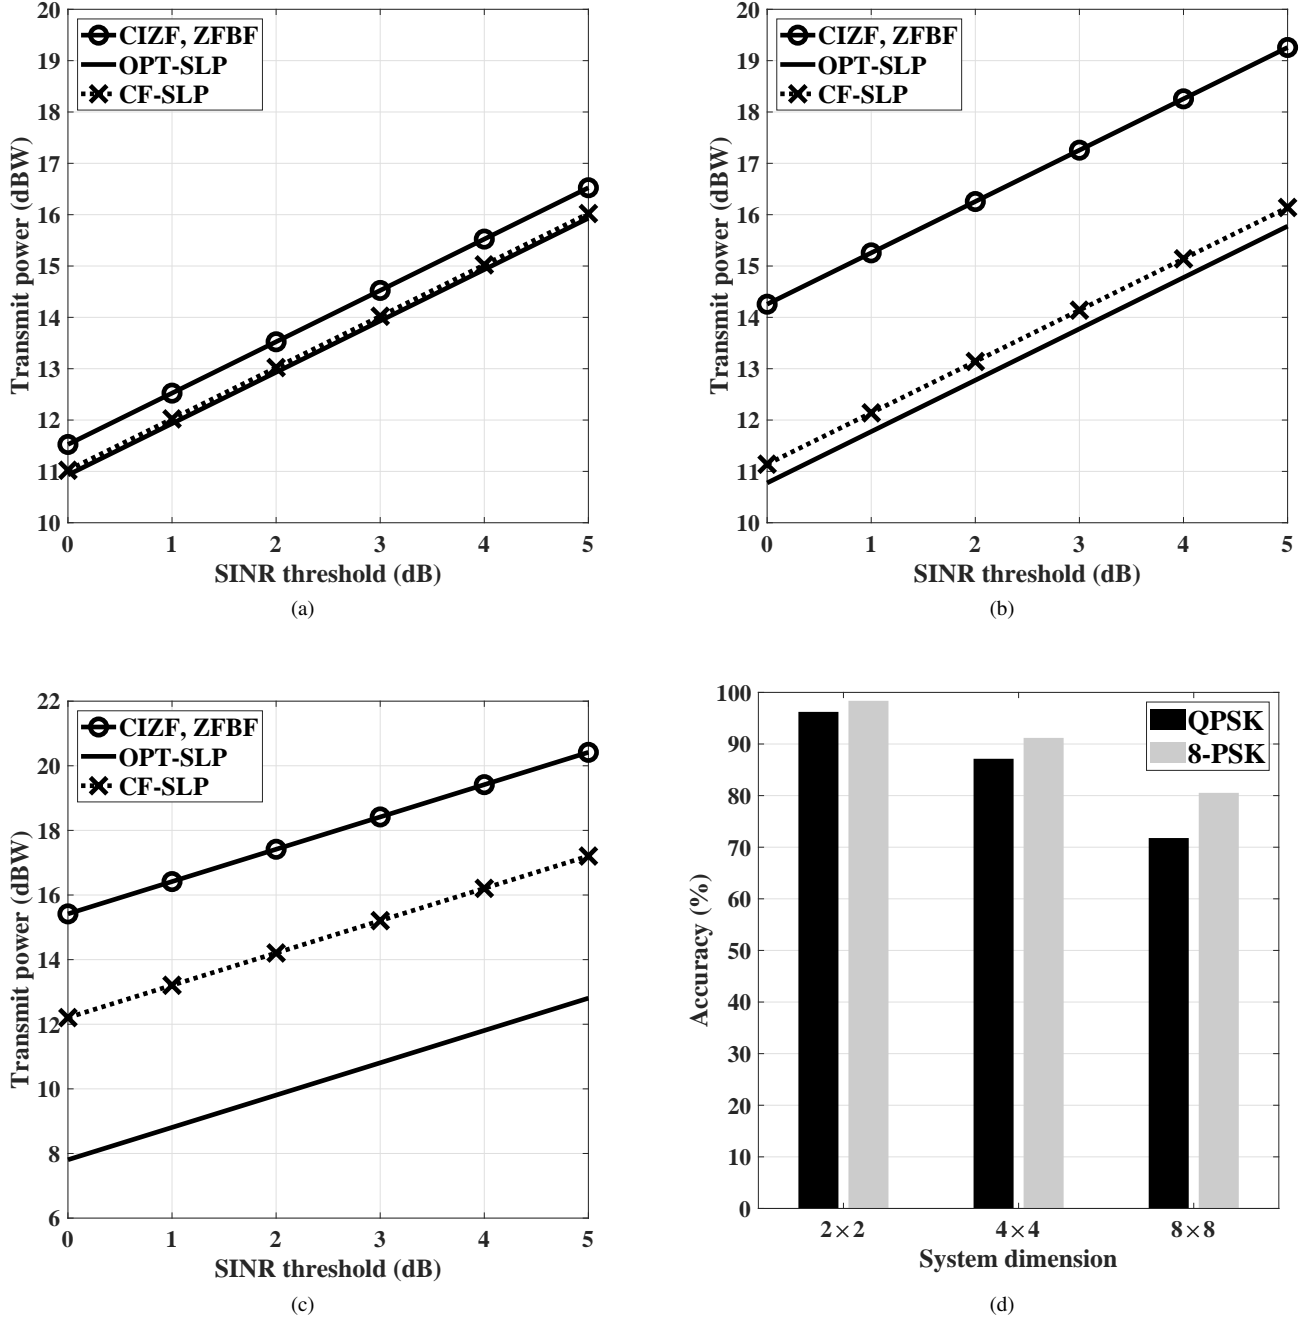 20
19
18
17
16
15
14
13
12
11
10
Transmit power (dBW)
CIZF, ZFBF
OPT-SLP
CF-SLP
0 1 2 3 4 5
SINR threshold (dB)
(a)
20
19
18
17
16
15
14
13
12
11
10
Transmit power (dBW)
CIZF, ZFBF
OPT-SLP
CF-SLP
0 1 2 3 4 5
SINR threshold (dB)
(b)
22
20
18
16
14
12
10
8
6
Transmit power (dBW)
CIZF, ZFBF
OPT-SLP
CF-SLP
0 1 2 3 4 5
SINR threshold (dB)
(c)
100
90
80
70
60
50
40
30
20
10
0
Accuracy (%)
QPSK
8-PSK
2×2 4×4 8×8
System dimension
(d)